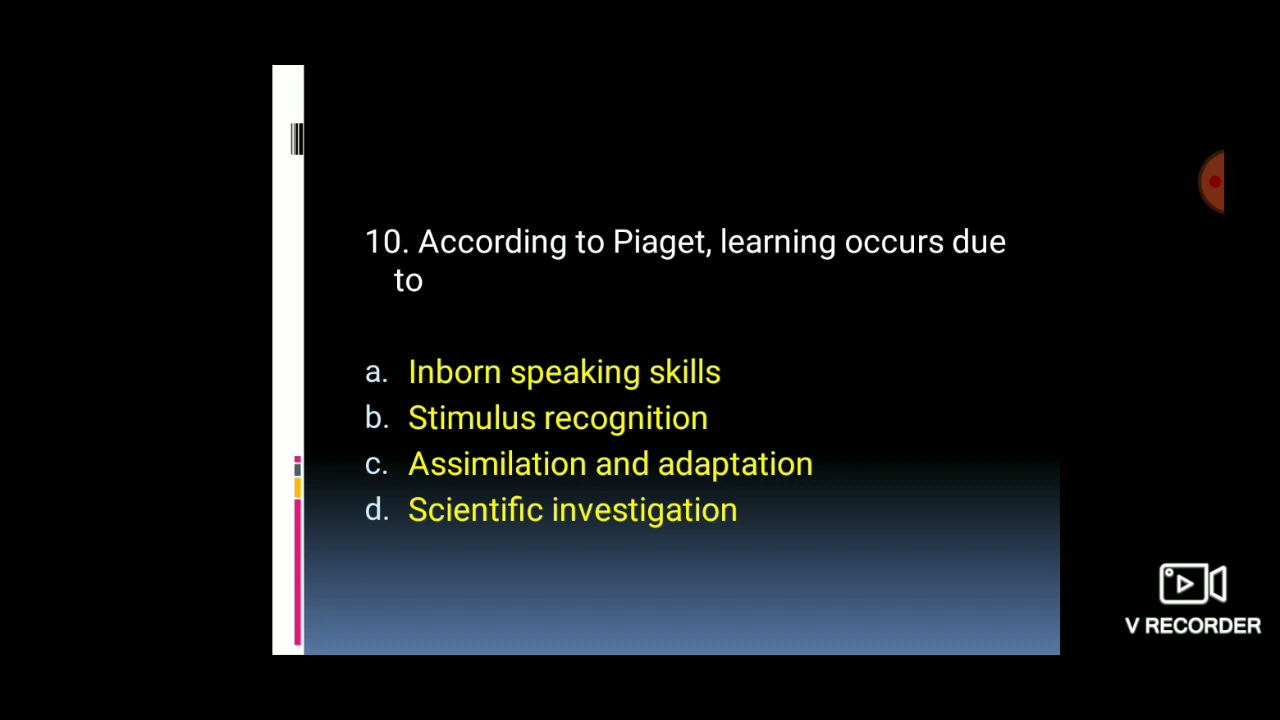 10. According to Piaget, learning occurs due
to
a. Inborn speaking skills
b. Stimulus recognition
c. Assimilation and adaptation
d. Scientific investigation
V RECORDER